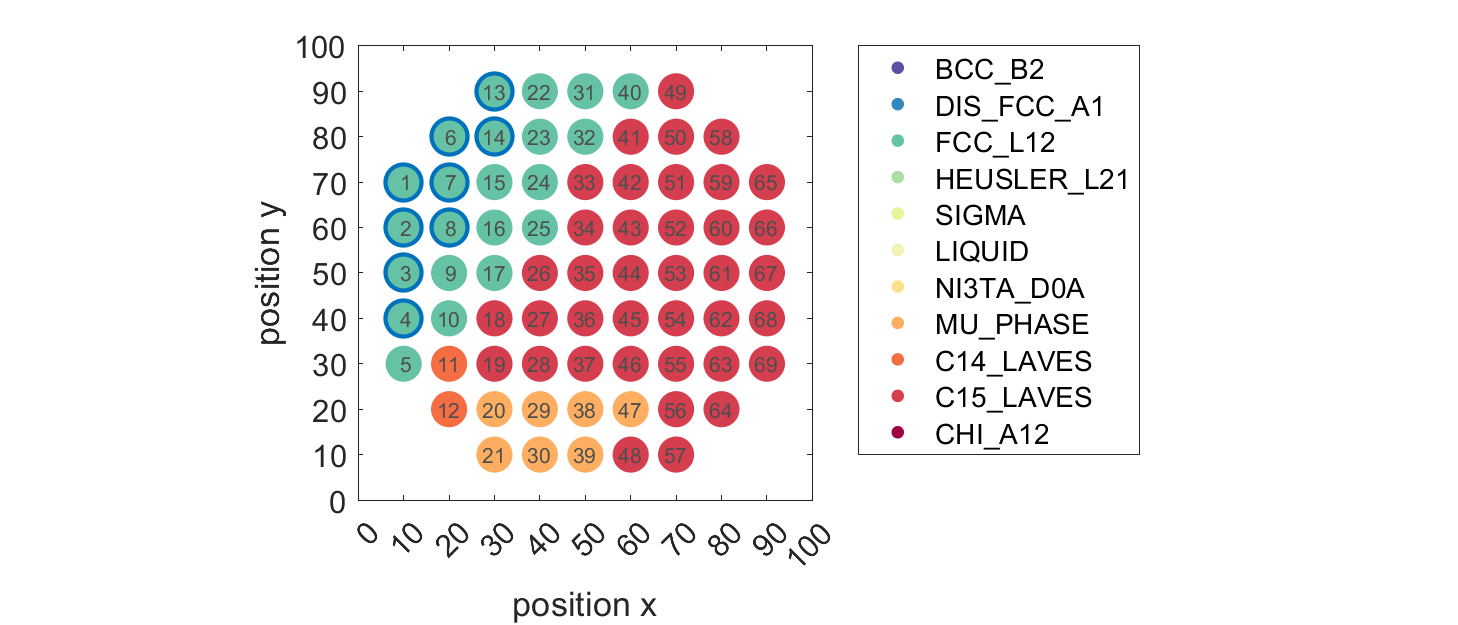 100
90
80
70
60
50
40
30
20
10
0
position y
13 22 31 40 49
6 14 23 32 41 50 58
1 7 15 24 33 42 51 59 65
2 8 16 25 34 43 52 60 66
3 9 17 26 35 44 53 61 67
4 10 18 27 36 45 54 62 68
5 11 19 28 37 46 55 63 69
12 20 29 38 47 56 64
21 30 39 48 57
0 10 20 30 40 50 60 70 80 90 100
position x
BCC_B2
DIS_FCC_A1
FCC_L12
HEUSLER_L21
SIGMA
LIQUID
NI3TA_D0A
MU_PHASE
C14_LAVES
C15_LAVES
CHI_A12